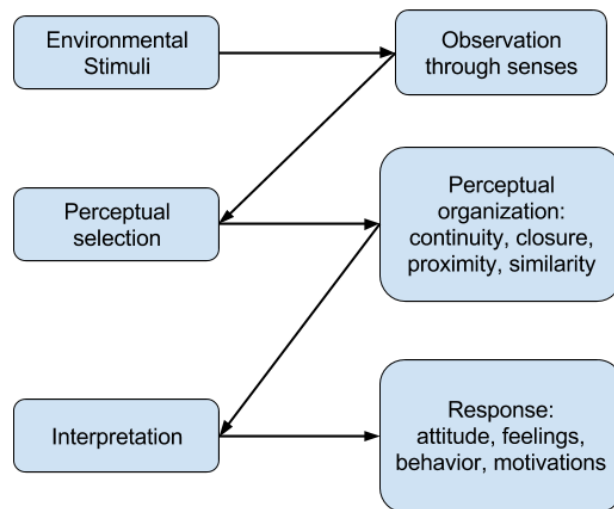 Environmental
Stimuli
Observation
through senses
Perceptual
selection
Perceptual
organization:
continuity, closure,
proximity, similarity
Interpretation
Response:
attitude, feelings,
behavior, motivations